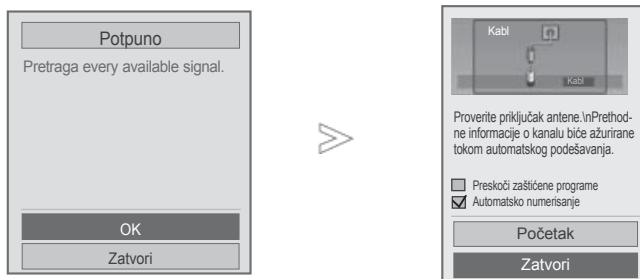 Potpuno
Pretraga every available signal.
OK
Zatvori
Kabl
Kabl
Proverite priključak antene.\nPrethod-
ne informacije o kanalu biće ažurirane
tokom automatskog podešavanja.
Preskoči zaštićene programe
Automatsko numerisanje
Početak
Zatvori